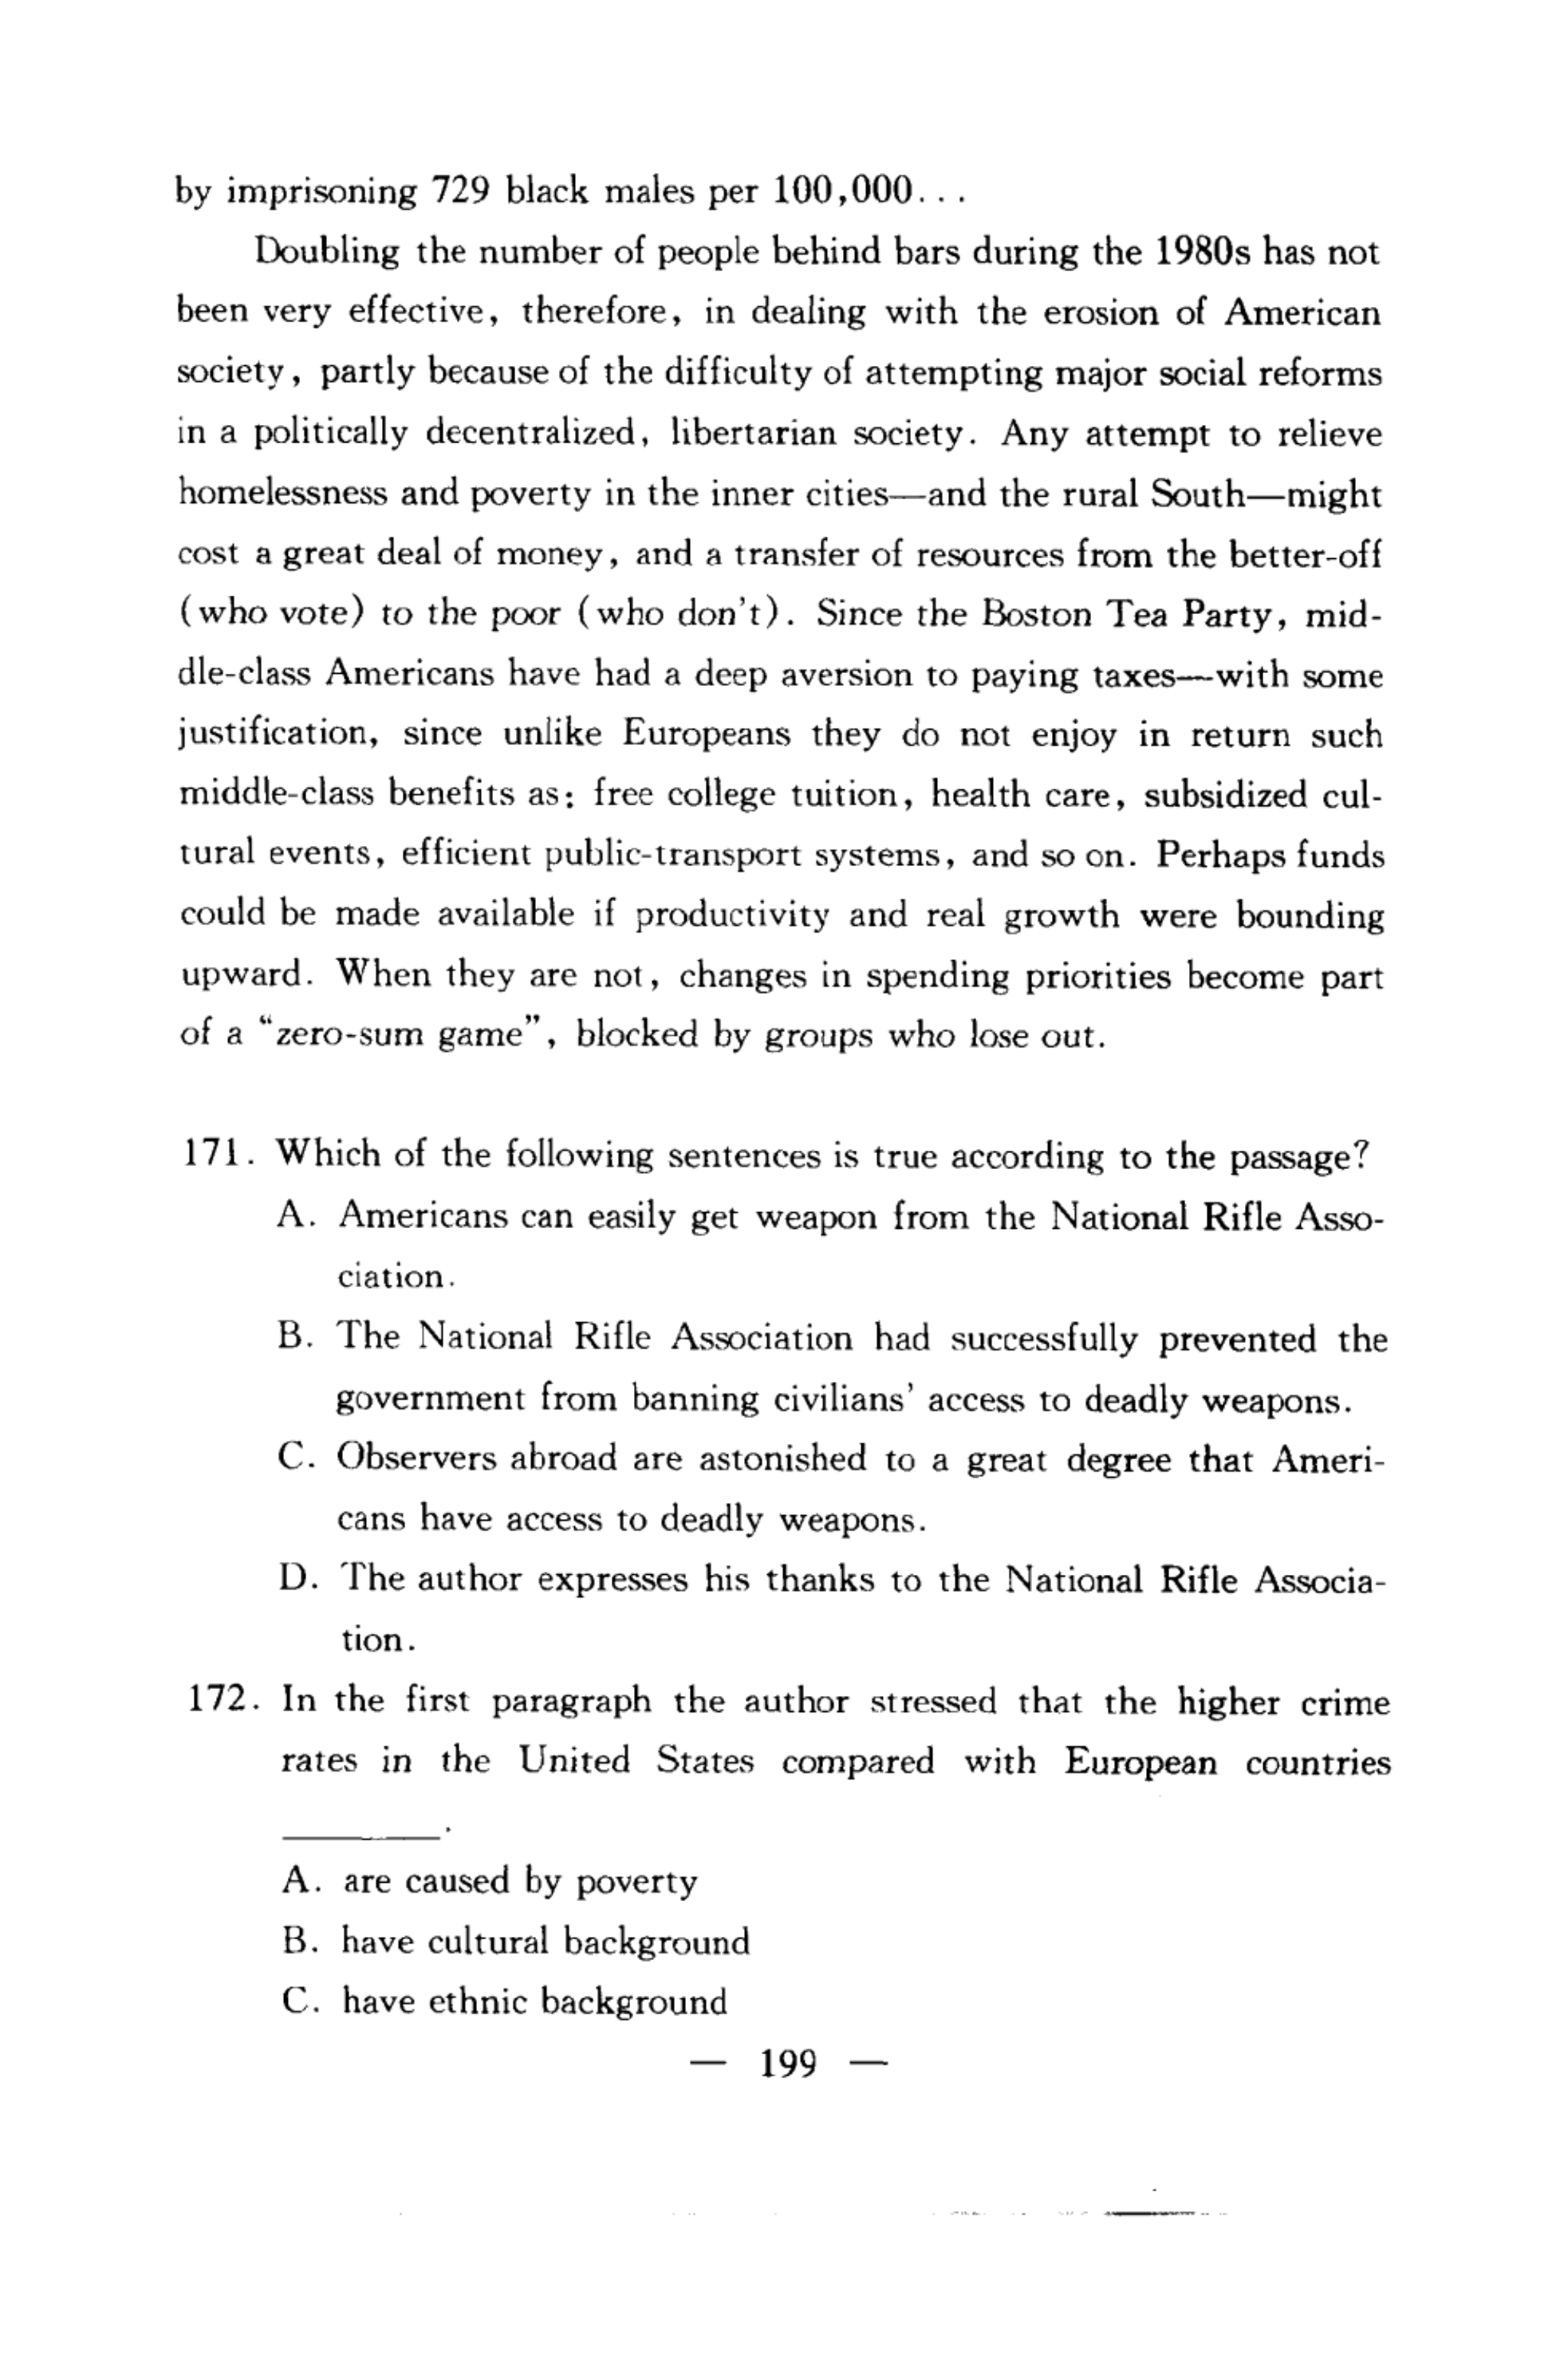 by imprisoning 729 black males per 100,000...
Doubling the number of people behind bars during the 1980s has not
been very effective, therefore, in dealing with the erosion of American
society, partly because of the difficulty of attempting major social reforms
in a politically decentralized, libertarian society. Any attempt to relieve
homelessness and poverty in the inner cities—and the rural South—might
cost a great deal of money, and a transfer of resources from the better-off
(who vote) to the poor (who don't). Since the Boston Tea Party, mid-
dle-class Americans have had a deep aversion to paying taxes—with some
justification, since unlike Europeans they do not enjoy in return such
middle-class benefits as: free college tuition, health care, subsidized cul-
tural events, efficient public-transport systems, and so on. Perhaps funds
could be made available if productivity and real growth were bounding
upward. When they are not, changes in spending priorities become part
of a “zero-sum game”, blocked by groups who lose out.
171. Which of the following sentences is true according to the passage?
A. Americans can easily get weapon from the National Rifle Asso-
ciation.
B. The National Rifle Association had successfully prevented the
government from banning civilians' access to deadly weapons.
C. Observers abroad are astonished to a great degree that Ameri-
cans have access to deadly weapons.
D. The author expresses his thanks to the National Rifle Associa-
tion.
172. In the first paragraph the author stressed that the higher crime
rates in the United States compared with European countries
________.
A. are caused by poverty
B. have cultural background
C. have ethnic background
— 199 —